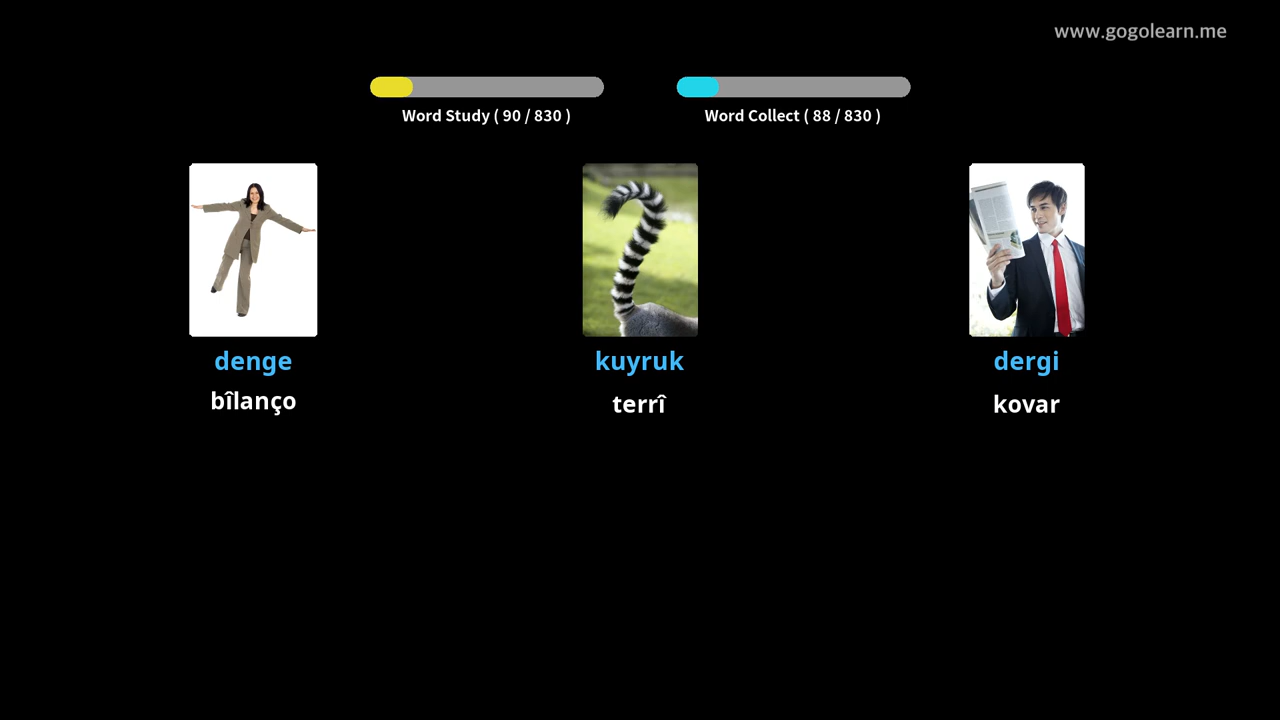 www.gogolearn.me
Word Study ( 90 / 830 )
Word Collect ( 88 / 830 )
denge
bîlanço
kuyruk
terrî
dergi
kovar